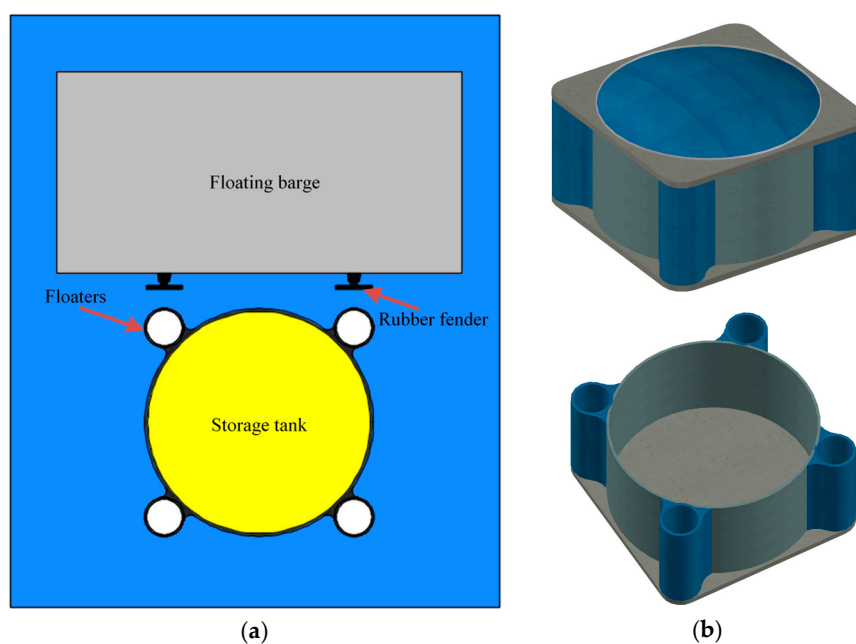 Floating barge
Floaters
Rubber fender
Storage tank
(a)
(b)